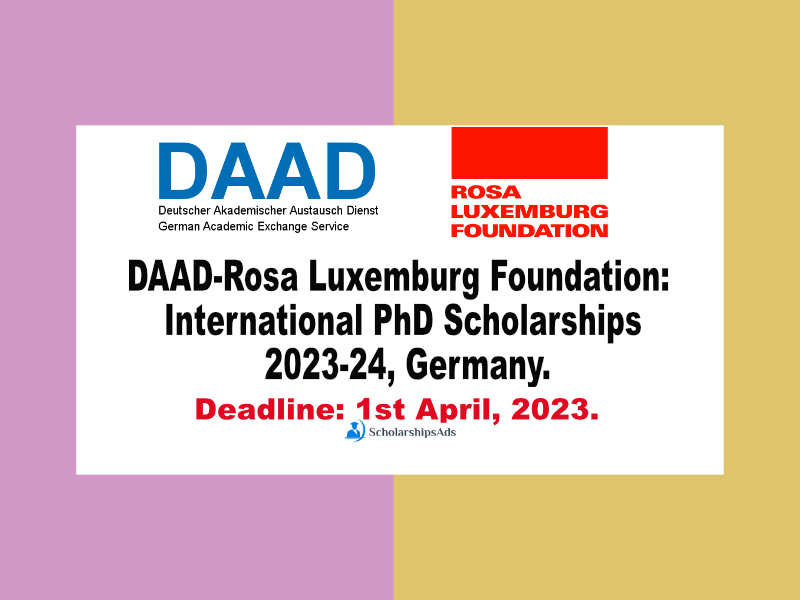 DAAD
Deutscher Akademischer Austausch Dienst
German Academic Exchange Service
ROSA
LUXEMBURG
FOUNDATION
DAAD-Rosa Luxemburg Foundation:
International PhD Scholarships
2023-24, Germany.
Deadline: 1st April, 2023.
ScholarshipsAds